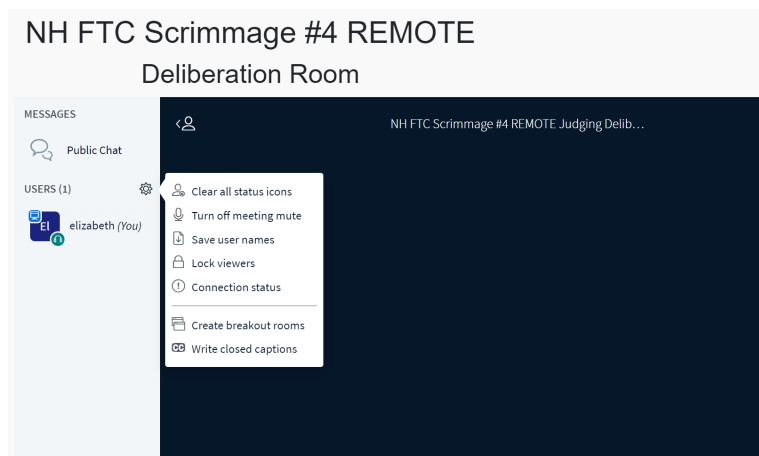 NH FTC Scrimmage #4 REMOTE
Deliberation Room
MESSAGES
Public Chat
USERS (1)
El
elizabeth (You)
NH FTC Scrimmage #4 REMOTE Judging Delib...
Clear all status icons
Turn off meeting mute
Save user names
Lock viewers
Connection status
Create breakout rooms
CC Write closed captions